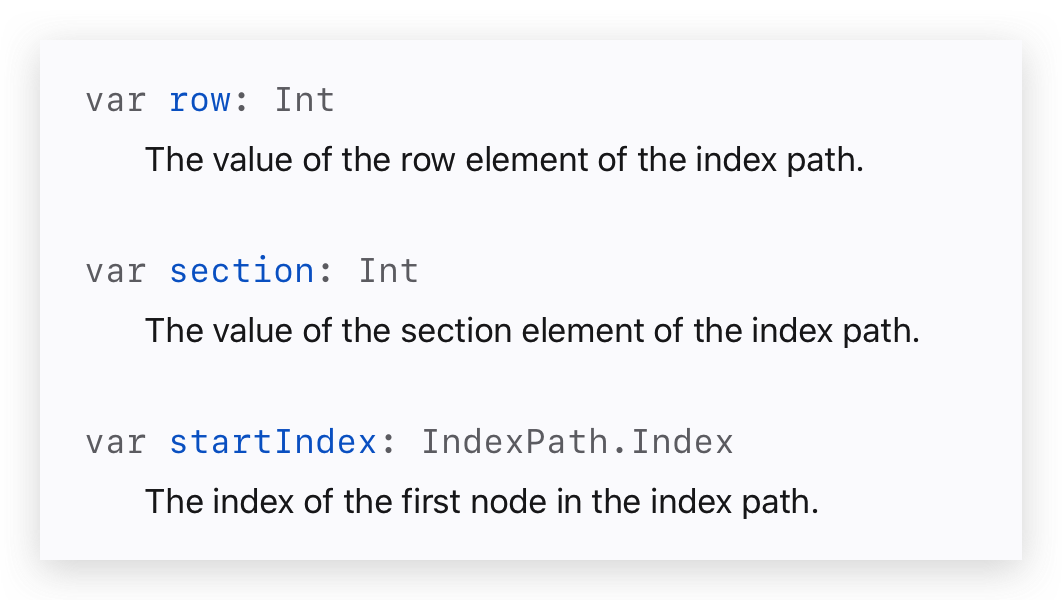 var row: Int
The value of the row element of the index path.
var section: Int
The value of the section element of the index path.
var startIndex: IndexPath.Index
The index of the first node in the index path.